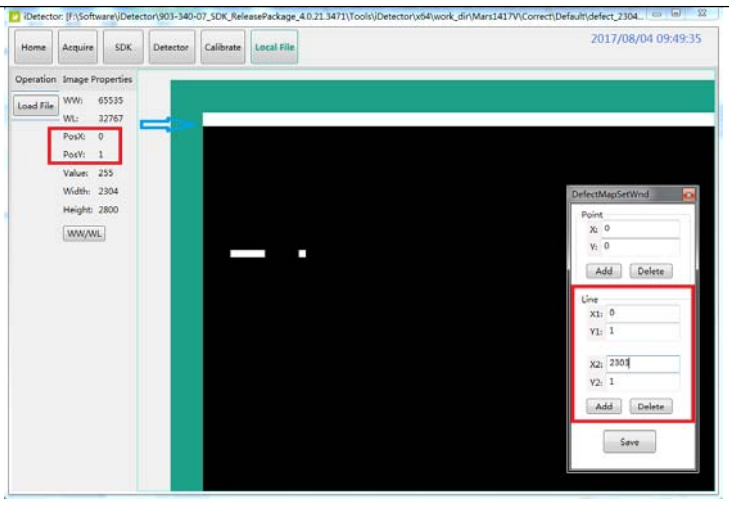 iDetector: [F:\Software\iDetector\903-340-07_SDK_ReleasePackage_4.0.21.3471\Tools\iDetector\x64\work_dir\Mars1417V\Correct\Default\defect_2304...
Home Acquire SDK Detector Calibrate Local File
2017/08/04 09:49:35
Operation Image Properties
Load File
WW: 65535
WL: 32767
PosX: 0
PosY: 1
Value: 255
Width: 2304
Height: 2800
WW/WL
DefectMapSetWnd
Point
X: 0
Y: 0
Add Delete
Line
X1: 0
Y1: 1
X2: 2303
Y2: 1
Add Delete
Save